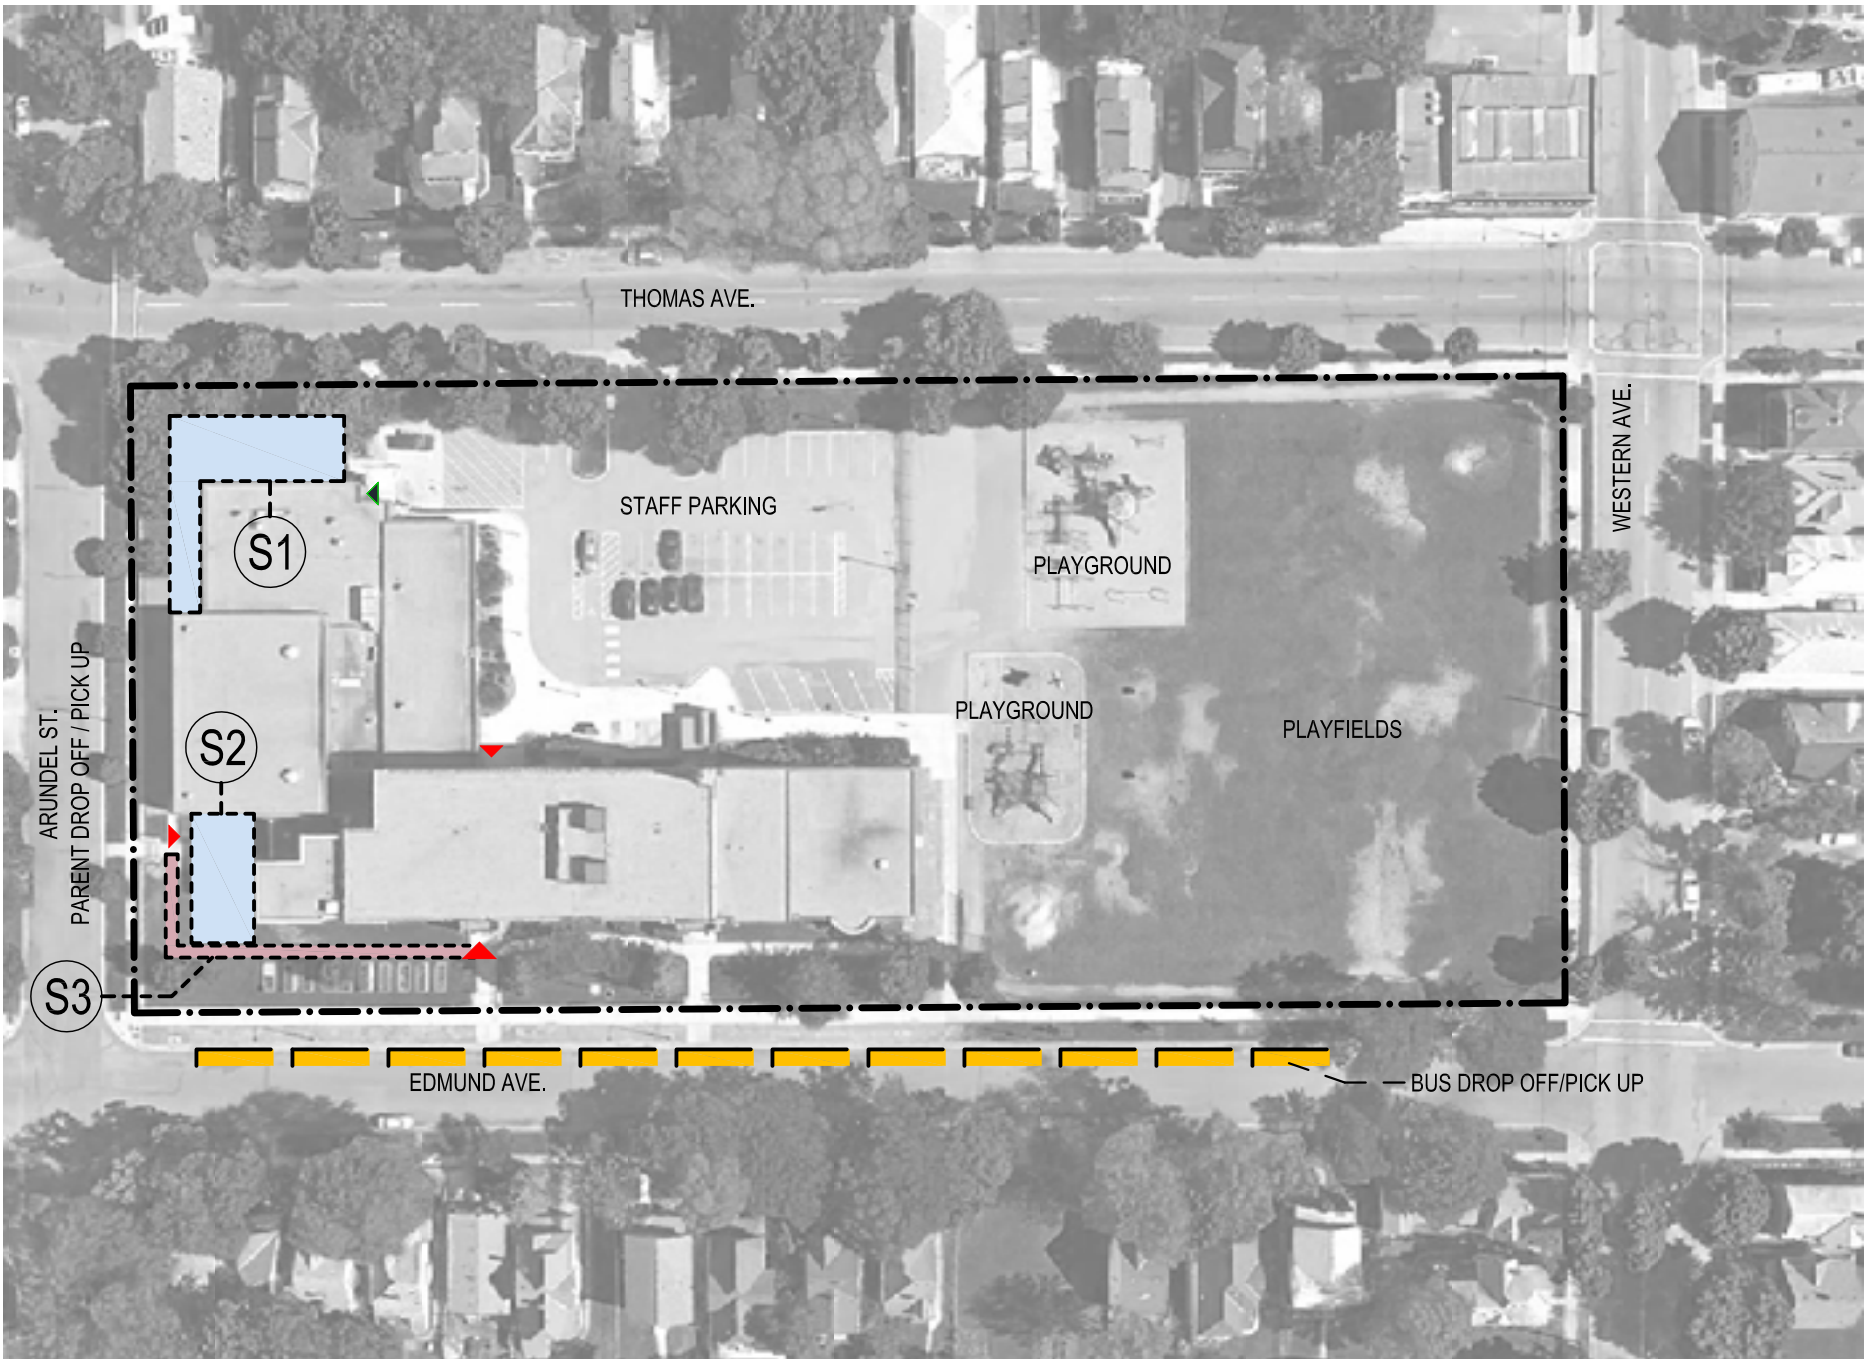 THOMAS AVE.
WESTERN AVE.
STAFF PARKING
S1
PLAYGROUND
PLAYGROUND
PLAYFIELDS
S2
ARUNDEL ST.
PARENT DROP OFF / PICK UP
S3
EDMUND AVE.
BUS DROP OFF/PICK UP